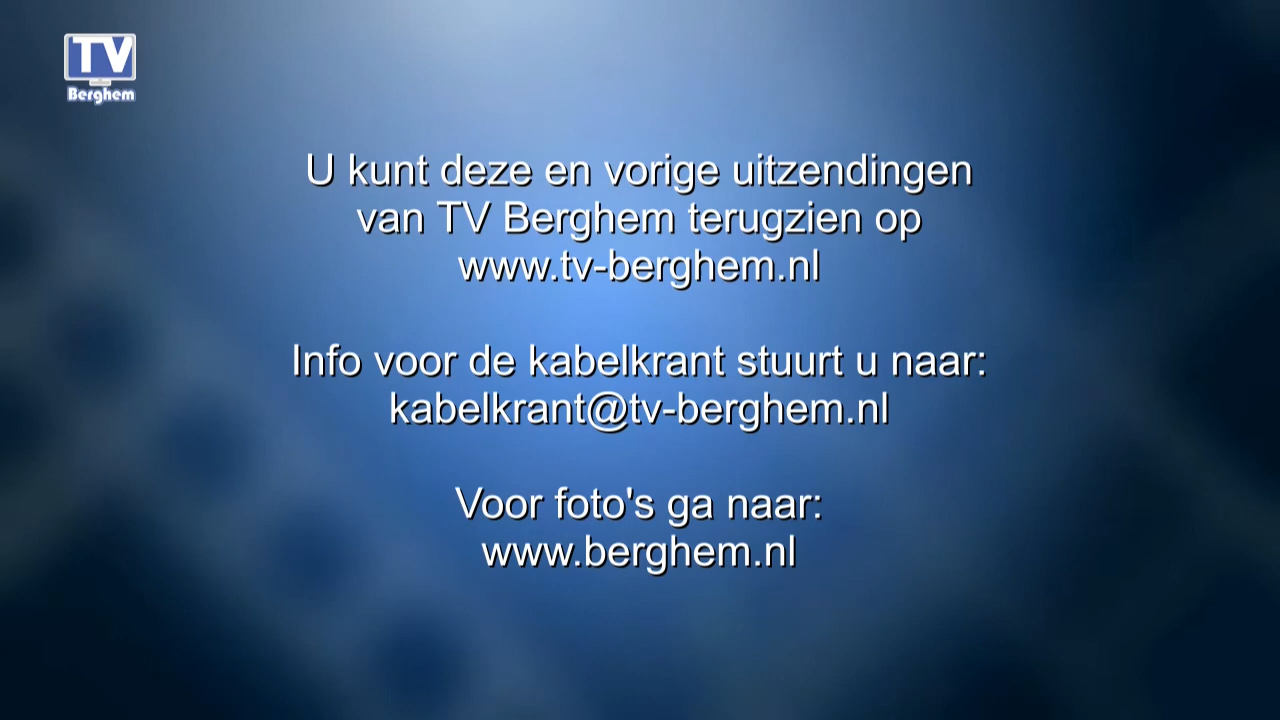 TV
Berghem
U kunt deze en vorige uitzendingen
van TV Berghem terugzien op
www.tv-berghem.nl
Info voor de kabelkrant stuurt u naar:
kabelkrant@tv-berghem.nl
Voor foto's ga naar:
www.berghem.nl